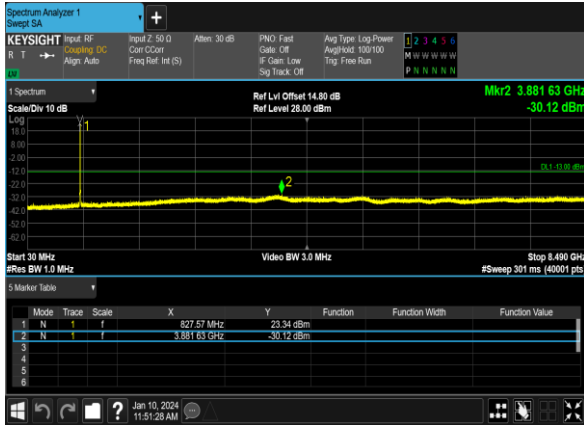 Spectrum Analyzer 1
Swept SA
+
KEYSIGHT Input: RF Input Z: 50 Ω Atten: 30 dB PNO: Fast Avg Type: Log-Power 1 2 3 4 5 6
R T Coupling: DC Corr CCorr Gate: Off Avg|Hold: 100/100 M W W W W W
Align: Auto Freq Ref: Int (S) IF Gain: Low Trig: Free Run
Sig Track: Off P N N N N N
1 Spectrum
Ref Lvl Offset 14.80 dB Mkr2 3.881 63 GHz
Scale/Div 10 dB Ref Level 28.00 dBm -30.12 dBm
Log
1
18.0
8.00
-2.00
-12.0 DL1 -13.00 dBm
-22.0 2
-32.0
-42.0
-52.0
-62.0
Start 30 MHz Video BW 3.0 MHz Stop 8.490 GHz
#Res BW 1.0 MHz #Sweep 301 ms (40001 pts
5 Marker Table
Mode Trace Scale X Y Function Function Width Function Value
1 N 1 f 827.57 MHz 23.34 dBm
2 N 1 f 3.881 63 GHz -30.12 dBm
3
4
5
6
? Jan 10, 2024
11:51:28 AM